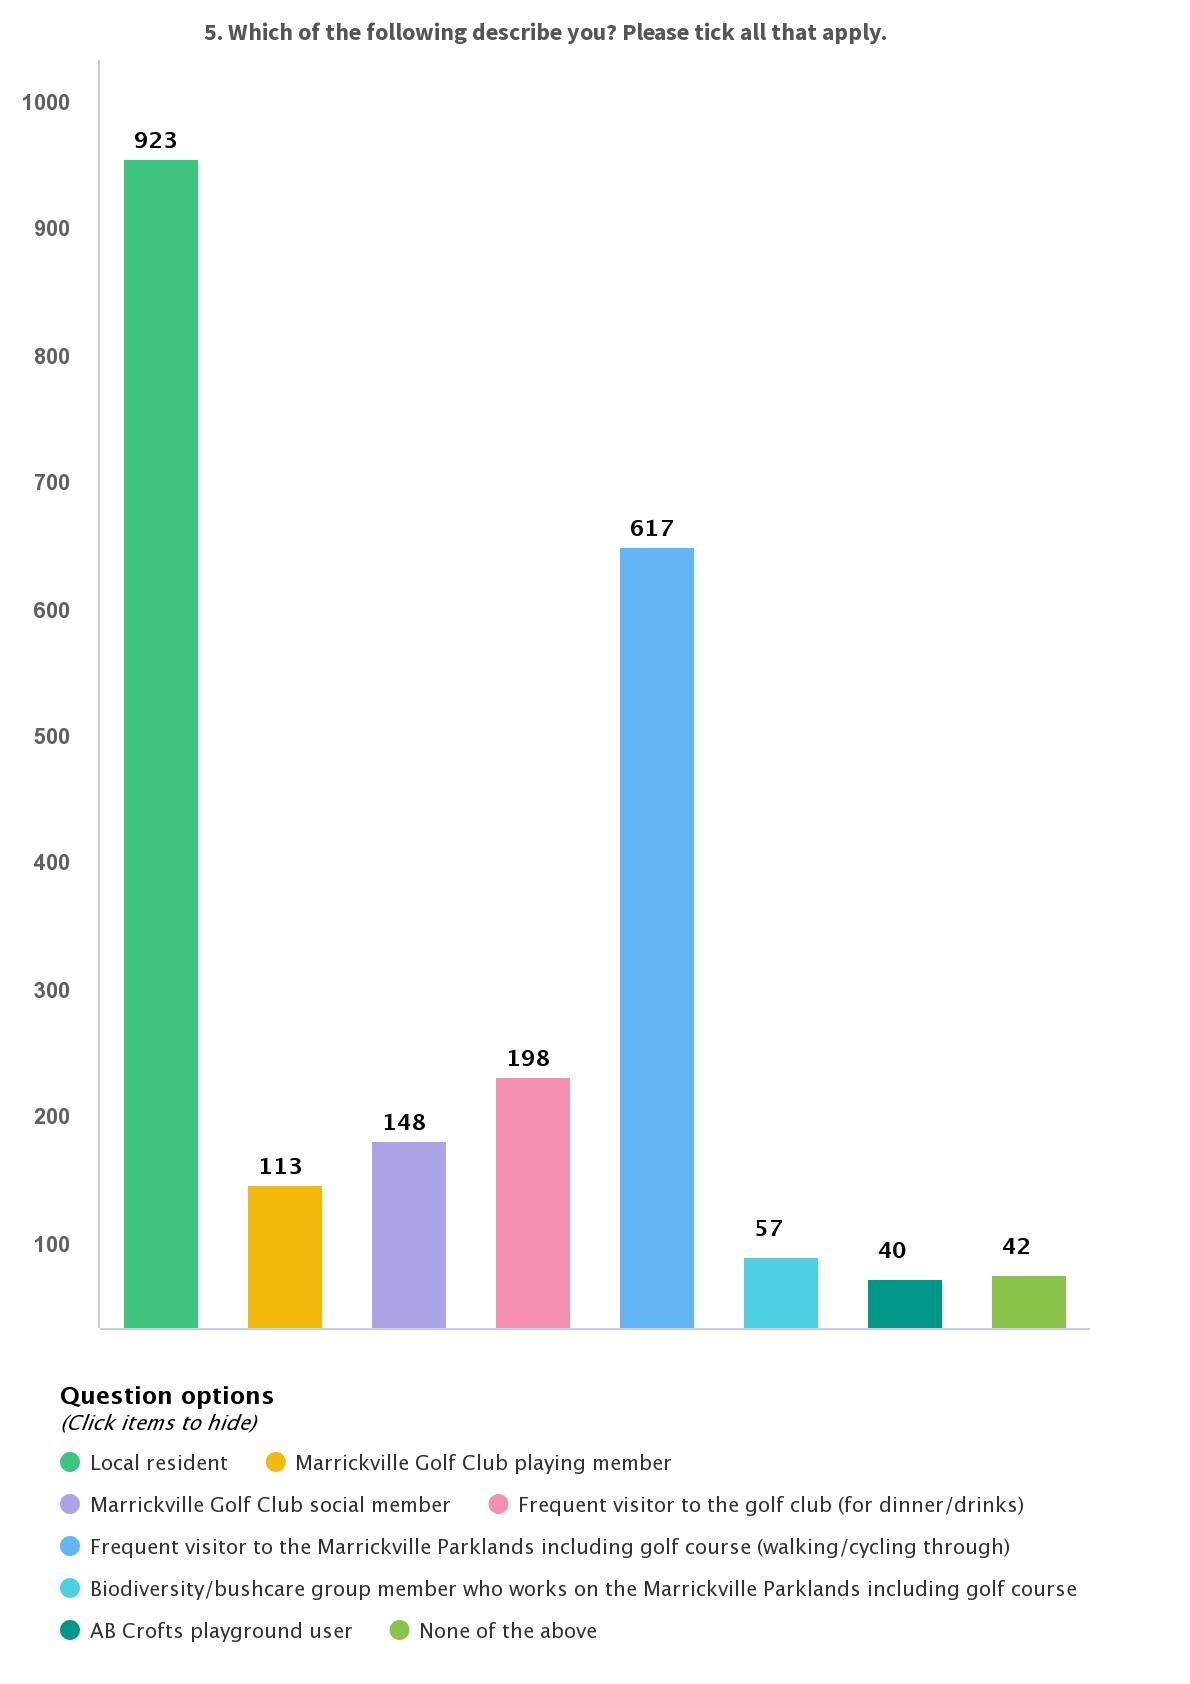 5. Which of the following describe you? Please tick all that apply.
1000
923
900
800
700
617
600
500
400
300
198
200
148
113
100
57
40
42
Question options
(Click items to hide)
Local resident Marrickville Golf Club playing member
Marrickville Golf Club social member Frequent visitor to the golf club (for dinner/drinks)
Frequent visitor to the Marrickville Parklands including golf course (walking/cycling through)
Biodiversity/bushcare group member who works on the Marrickville Parklands including golf course
AB Crofts playground user None of the above